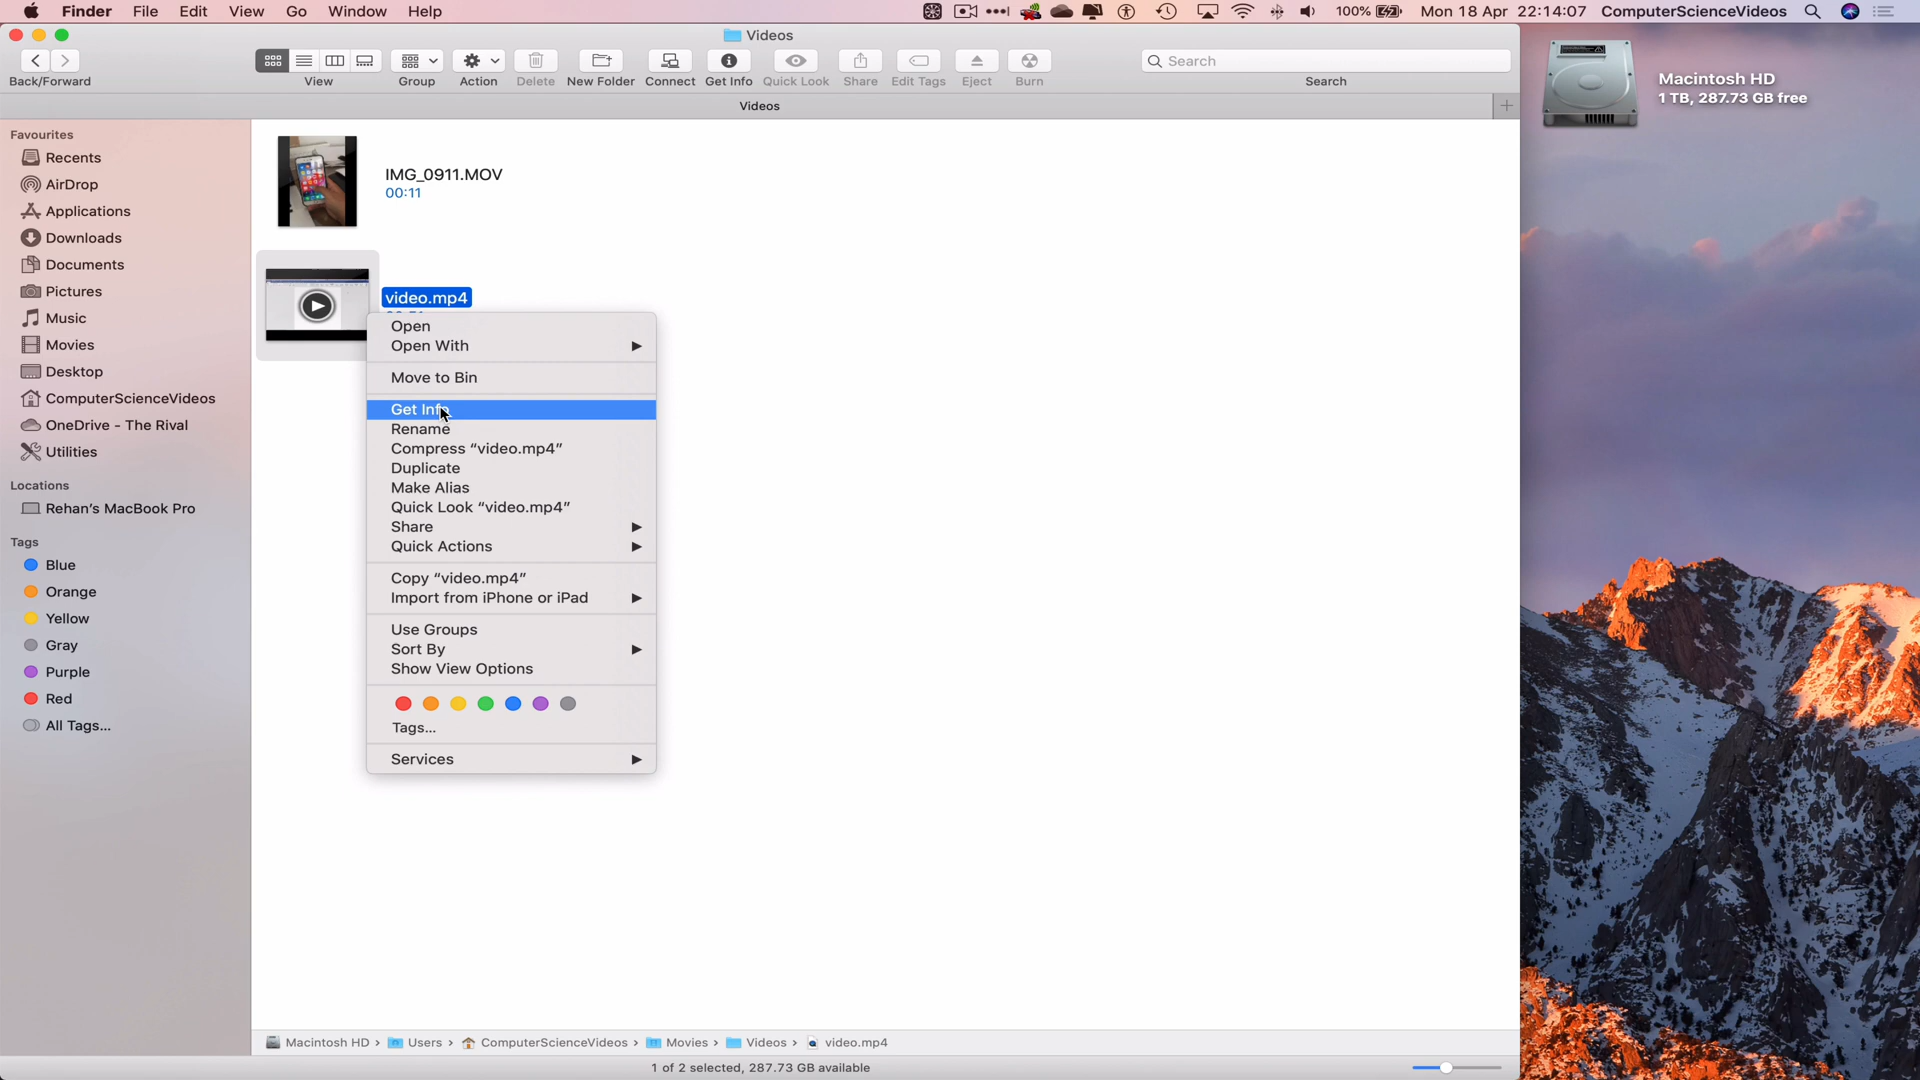 Finder File Edit View Go Window Help 100% Mon 18 Apr 22:14:07 ComputerScienceVideos
Videos
Back/Forward View Group Action Delete New Folder Connect Get Info Quick Look Share Edit Tags Eject Burn Search
Search
Videos
Macintosh HD
1 TB, 287.73 GB free
Favourites
Recents
AirDrop
Applications
Downloads
Documents
Pictures
Music
Movies
Desktop
ComputerScienceVideos
OneDrive - The Rival
Utilities
Locations
Rehan's MacBook Pro
Tags
Blue
Orange
Yellow
Gray
Purple
Red
All Tags...
IMG_0911.MOV
00:11
video.mp4
Open
Open With
Move to Bin
Get Info
Rename
Compress “video.mp4”
Duplicate
Make Alias
Quick Look “video.mp4”
Share
Quick Actions
Copy “video.mp4”
Import from iPhone or iPad
Use Groups
Sort By
Show View Options
Tags...
Services
Macintosh HD › Users › ComputerScienceVideos › Movies › Videos › video.mp4
1 of 2 selected, 287.73 GB available